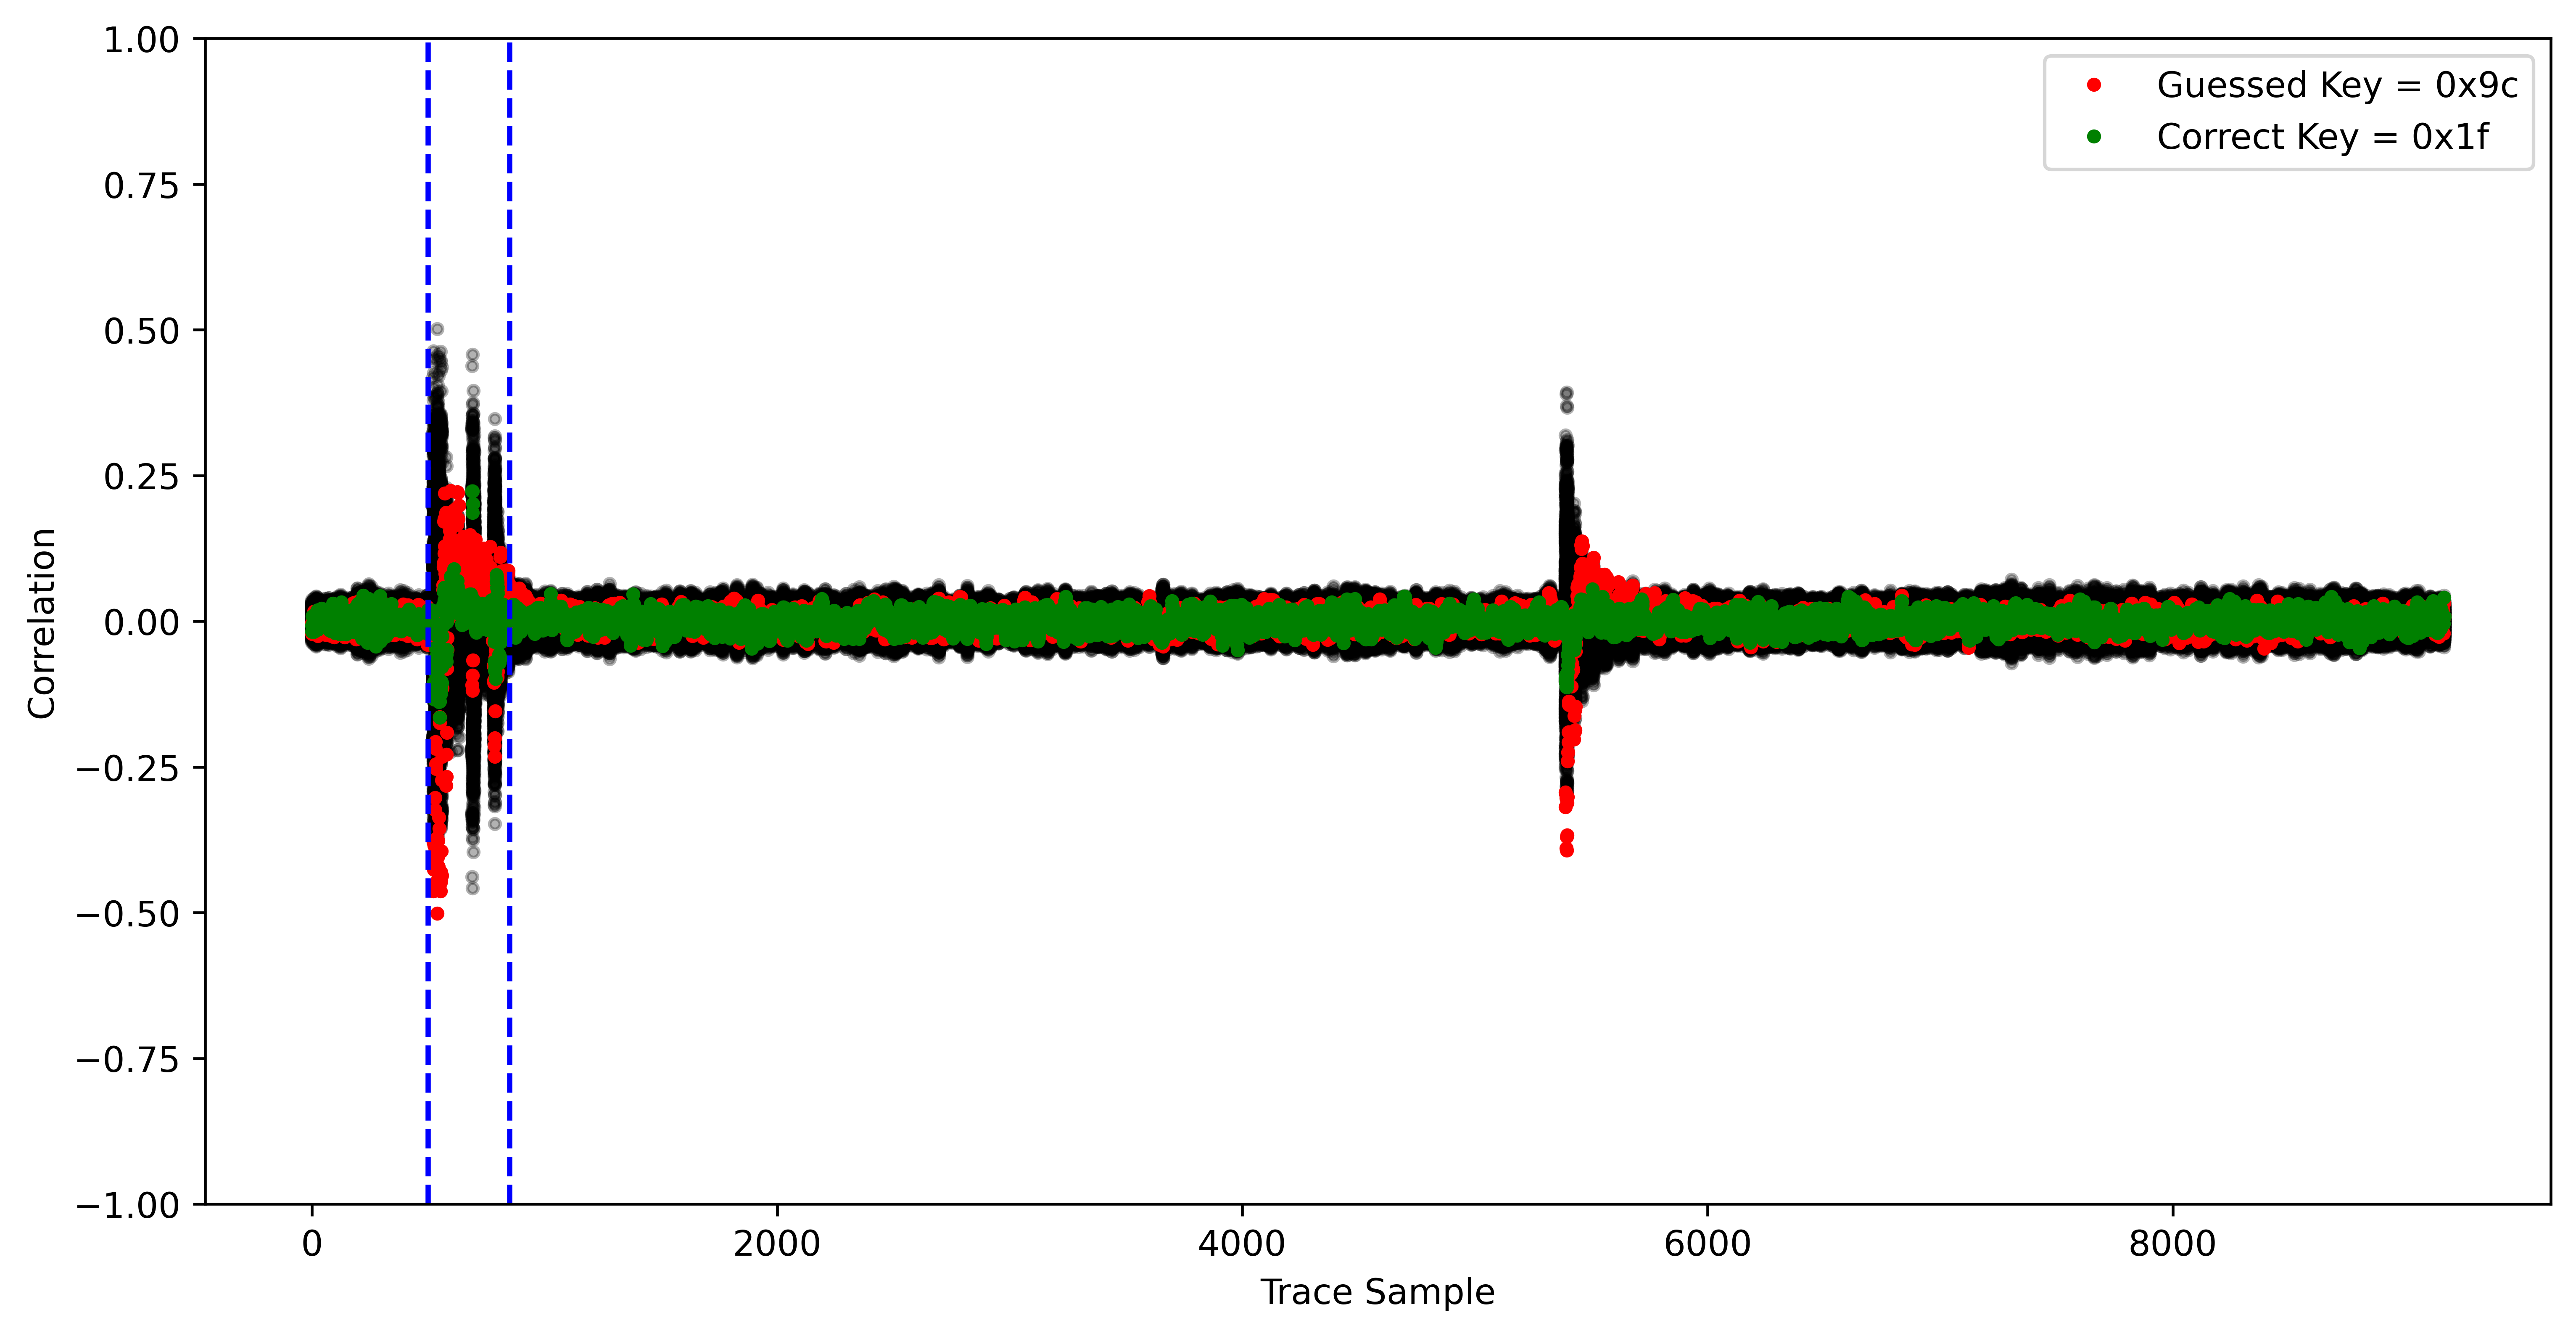 1.00
0.75
0.50
0.25
0.00
−0.25
−0.50
−0.75
−1.00
Correlation
Guessed Key = 0x9c
Correct Key = 0x1f
0 2000 4000 6000 8000
Trace Sample